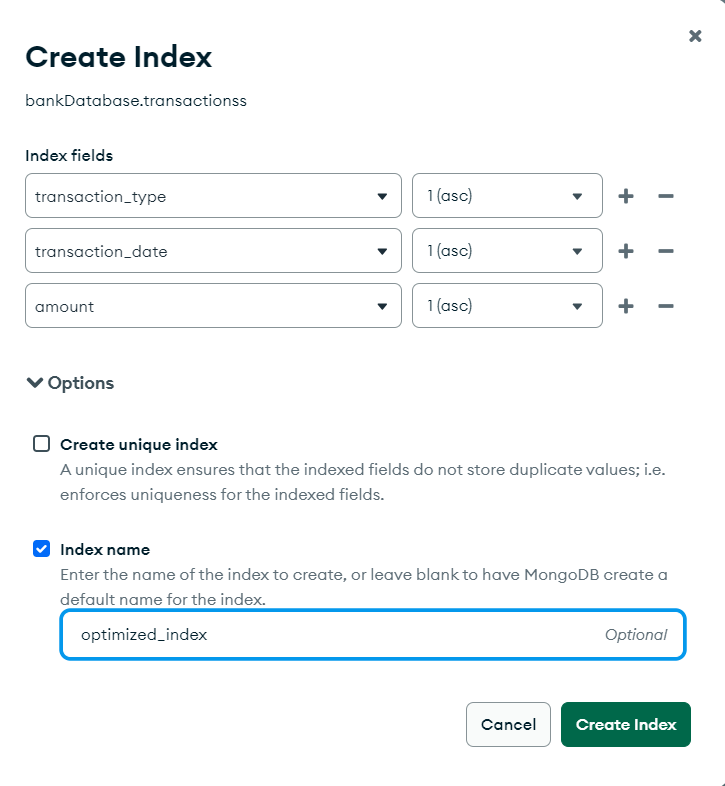 Create Index
bankDatabase.transactionss
Index fields
transaction_type 1 (asc)
transaction_date 1 (asc)
amount 1 (asc)
Options
Create unique index
A unique index ensures that the indexed fields do not store duplicate values; i.e.
enforces uniqueness for the indexed fields.
Index name
Enter the name of the index to create, or leave blank to have MongoDB create a
default name for the index.
optimized_index Optional
Cancel Create Index